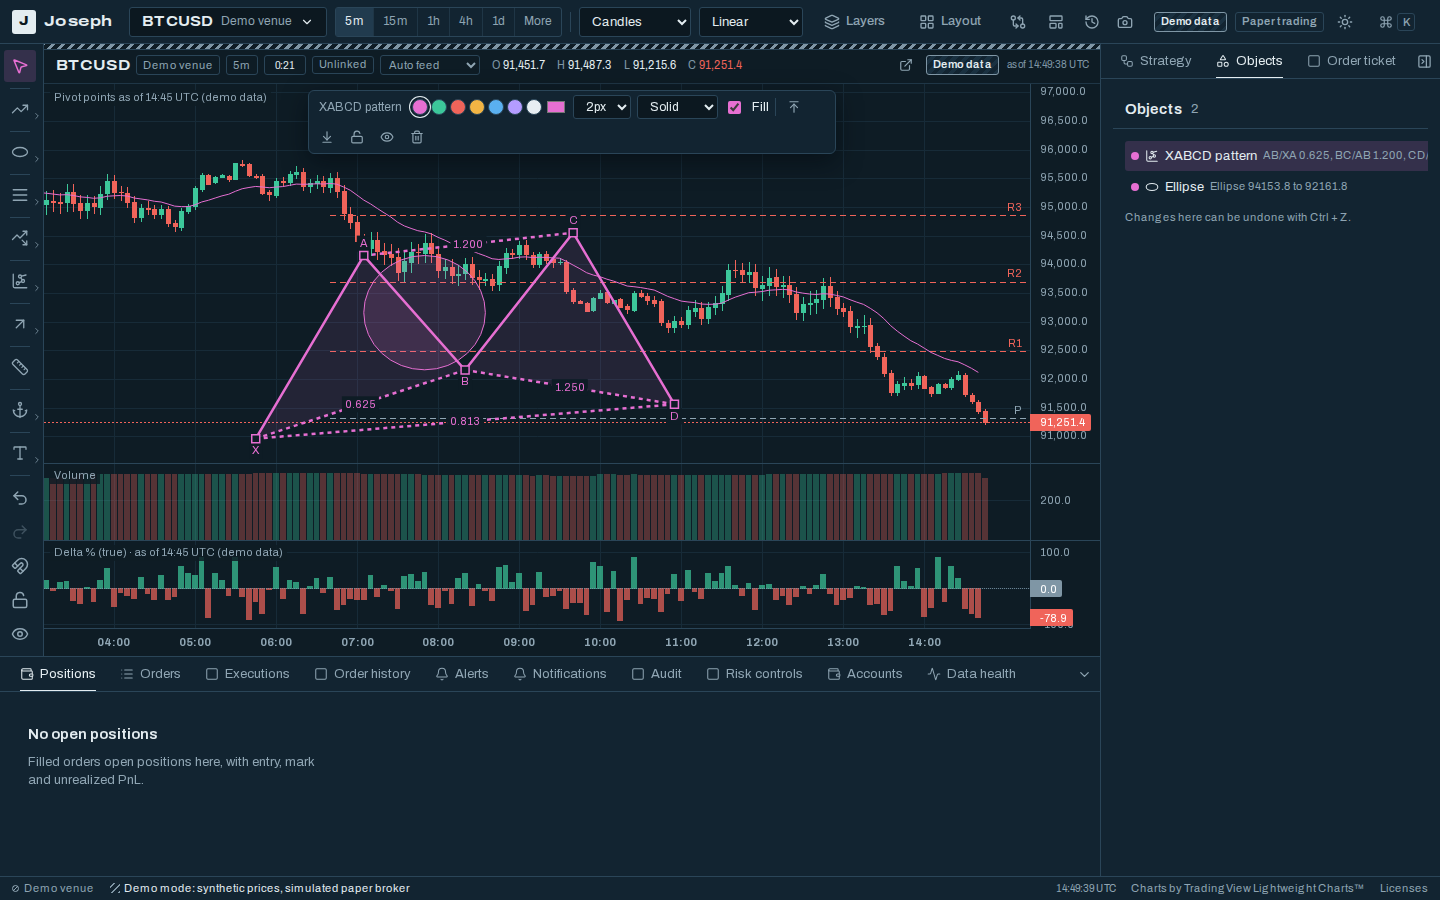 J Joseph BTCUSD Demo venue 5m 15m 1h 4h 1d More Candles Linear Layers Layout Demo data Paper trading ⌘ K
BTCUSD Demo venue 5m 0:21 Unlinked Auto feed O 91,451.7 H 91,487.3 L 91,215.6 C 91,251.4 Demo data as of 14:49:38 UTC
Strategy Objects Order ticket
Pivot points as of 14:45 UTC (demo data)
XABCD pattern 2px Solid Fill
Objects 2
XABCD pattern AB/XA 0.625, BC/AB 1.200, CD/
Ellipse Ellipse 94153.8 to 92161.8
Changes here can be undone with Ctrl + Z.
97,000.0
96,500.0
96,000.0
95,500.0
95,000.0
94,500.0
94,000.0
93,500.0
93,000.0
92,500.0
92,000.0
91,500.0
91,251.4
91,000.0
R3
R2
R1
P
C
A
1.200
B
1.250
0.625
D
0.813
X
Volume
200.0
Delta % (true) · as of 14:45 UTC (demo data)
100.0
0.0
-78.9
-100.0
04:00 05:00 06:00 07:00 08:00 09:00 10:00 11:00 12:00 13:00 14:00
Positions Orders Executions Order history Alerts Notifications Audit Risk controls Accounts Data health
No open positions
Filled orders open positions here, with entry, mark
and unrealized PnL.
Demo venue Demo mode: synthetic prices, simulated paper broker 14:49:39 UTC Charts by TradingView Lightweight Charts™ Licenses